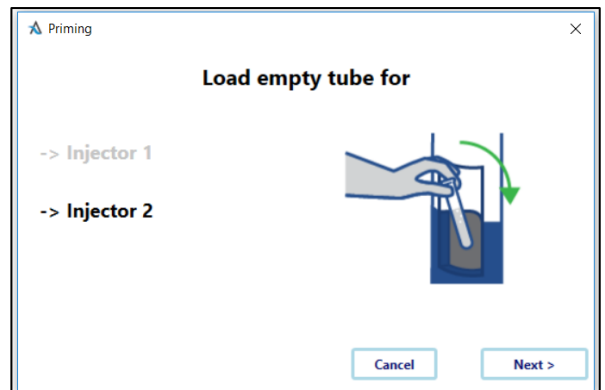 Priming
Load empty tube for
-> Injector 1
-> Injector 2
Cancel
Next >